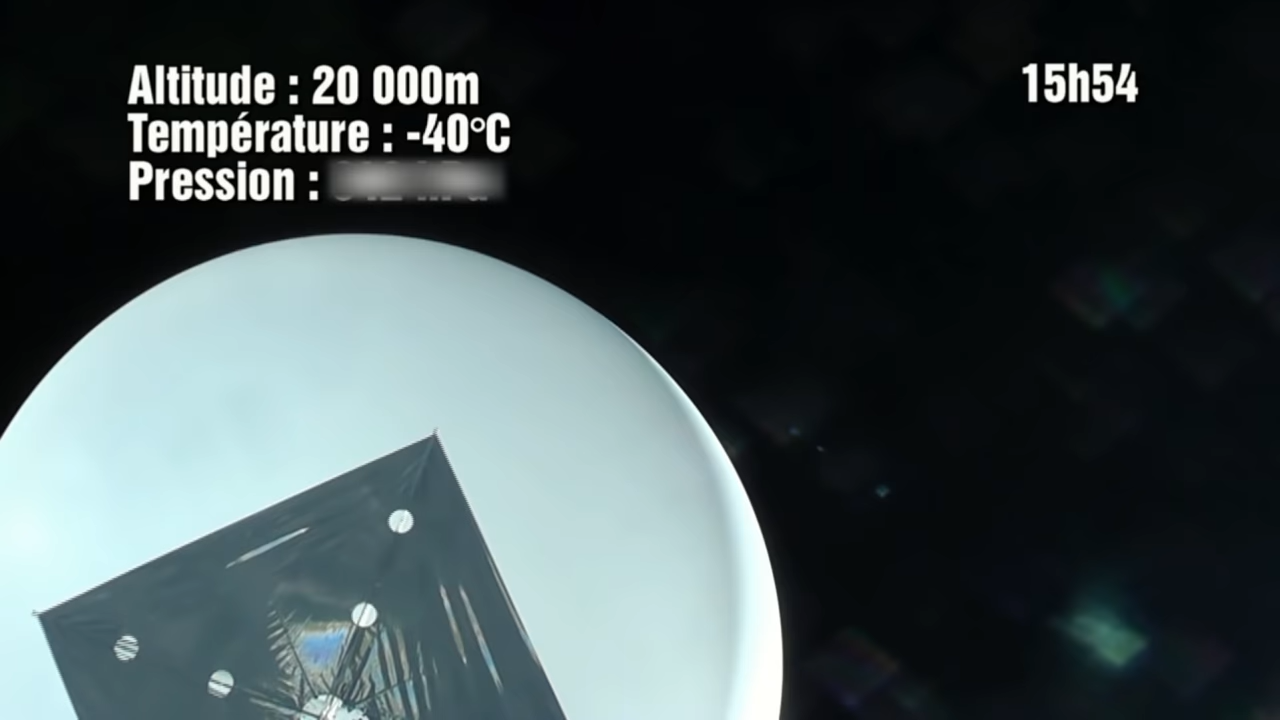 Altitude : 20 000m
Température : -40°C
Pression :
15h54